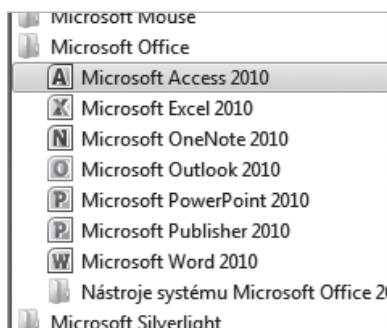 Microsoft Mouse
Microsoft Office
Microsoft Access 2010
Microsoft Excel 2010
Microsoft OneNote 2010
Microsoft Outlook 2010
Microsoft PowerPoint 2010
Microsoft Publisher 2010
Microsoft Word 2010
Nástroje systému Microsoft Office
Microsoft Silverlight